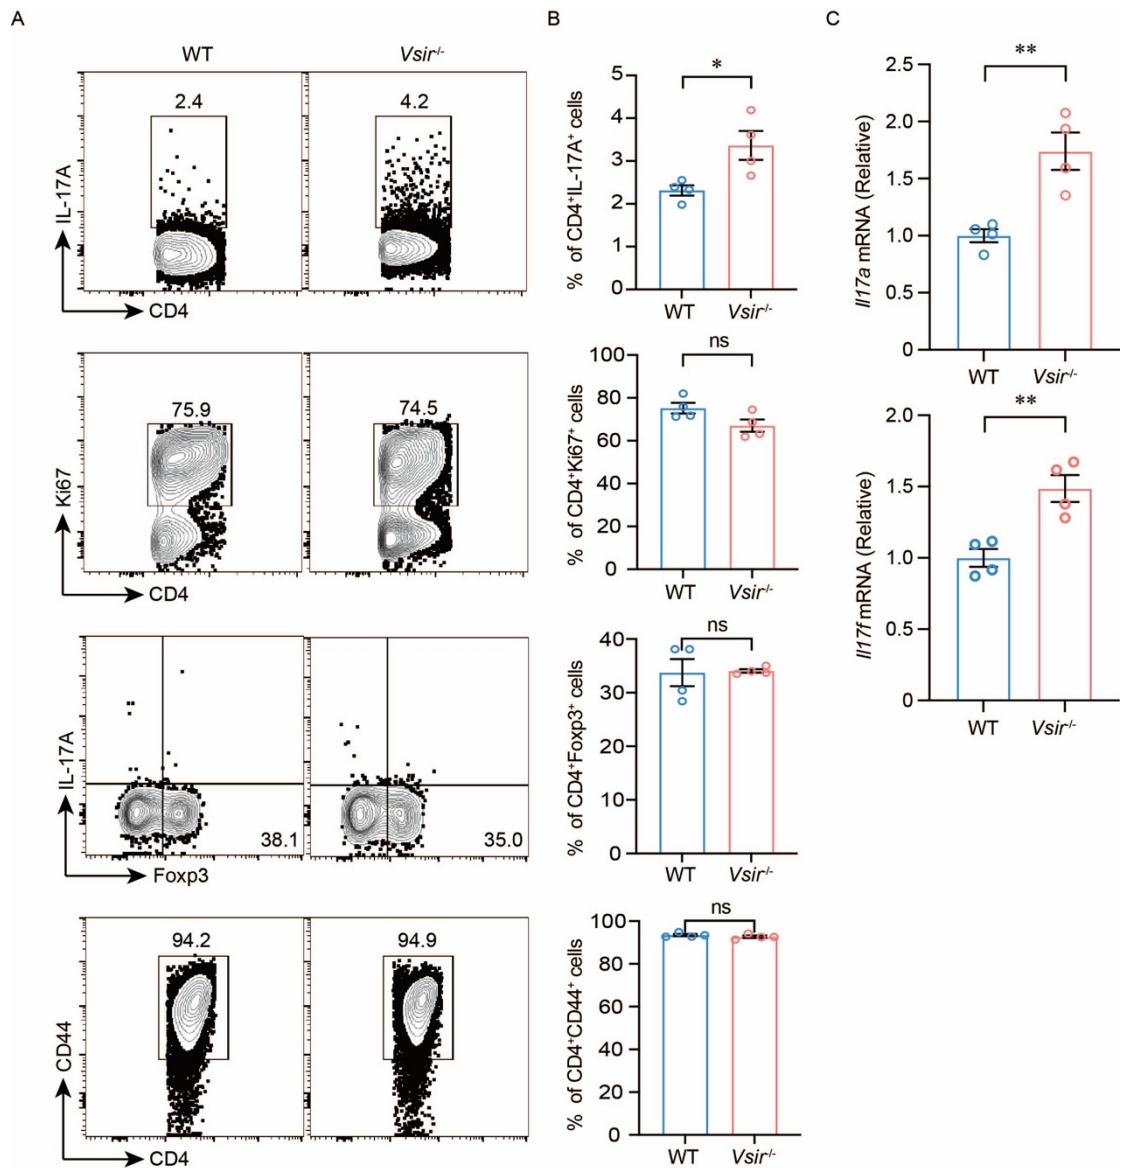 A
B
C
WT
Vsir-/-
2.4
4.2
IL-17A
CD4
75.9
74.5
Ki67
CD4
IL-17A
38.1
35.0
Foxp3
94.2
94.9
CD44
CD4
% of CD4+IL-17A+ cells
5
4
3
2
1
0
*
WT
Vsir-/-
% of CD4+Ki67+ cells
100
80
60
40
20
0
ns
WT
Vsir-/-
% of CD4+Foxp3+ cells
40
30
20
10
0
ns
WT
Vsir-/-
% of CD4+CD44+ cells
100
80
60
40
20
0
ns
WT
Vsir-/-
Il17a mRNA (Relative)
2.5
2.0
1.5
1.0
0.5
0
**
WT
Vsir-/-
Il17f mRNA (Relative)
2.0
1.5
1.0
0.5
0
**
WT
Vsir-/-